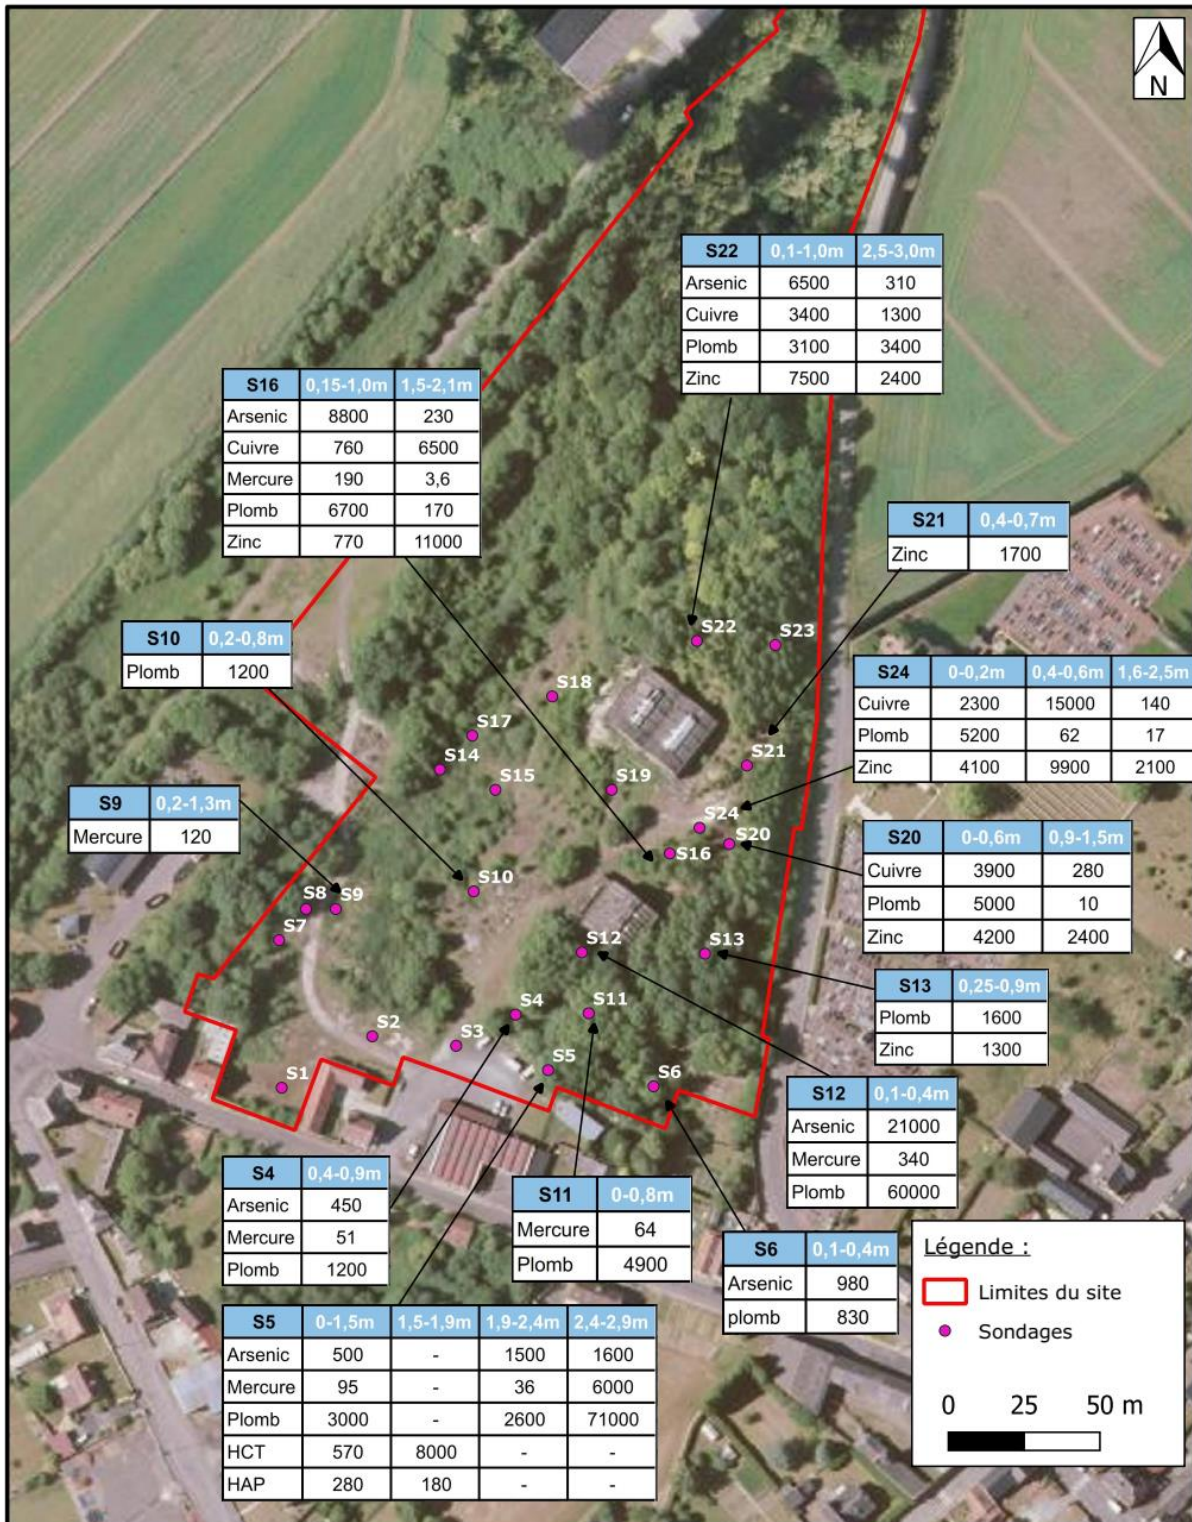 N
S22 0,1-1,0m 2,5-3,0m
Arsenic 6500 310
Cuivre 3400 1300
Plomb 3100 3400
Zinc 7500 2400
S16 0,15-1,0m 1,5-2,1m
Arsenic 8800 230
Cuivre 760 6500
Mercure 190 3,6
Plomb 6700 170
Zinc 770 11000
S21 0,4-0,7m
Zinc 1700
S10 0,2-0,8m
Plomb 1200
S24 0-0,2m 0,4-0,6m 1,6-2,5m
Cuivre 2300 15000 140
Plomb 5200 62 17
Zinc 4100 9900 2100
S9 0,2-1,3m
Mercure 120
S20 0-0,6m 0,9-1,5m
Cuivre 3900 280
Plomb 5000 10
Zinc 4200 2400
S13 0,25-0,9m
Plomb 1600
Zinc 1300
S12 0,1-0,4m
Arsenic 21000
Mercure 340
Plomb 60000
S4 0,4-0,9m
Arsenic 450
Mercure 51
Plomb 1200
S11 0-0,8m
Mercure 64
Plomb 4900
S6 0,1-0,4m
Arsenic 980
plomb 830
S5 0-1,5m 1,5-1,9m 1,9-2,4m 2,4-2,9m
Arsenic 500 - 1500 1600
Mercure 95 - 36 6000
Plomb 3000 - 2600 71000
HCT 570 8000 - -
HAP 280 180 - -
S22
S23
S18
S17
S14
S15
S19
S21
S24
S20
S16
S10
S8
S9
S7
S12
S13
S4
S11
S2
S3
S5
S6
S1
Légende :
Limites du site
Sondages
0 25 50 m